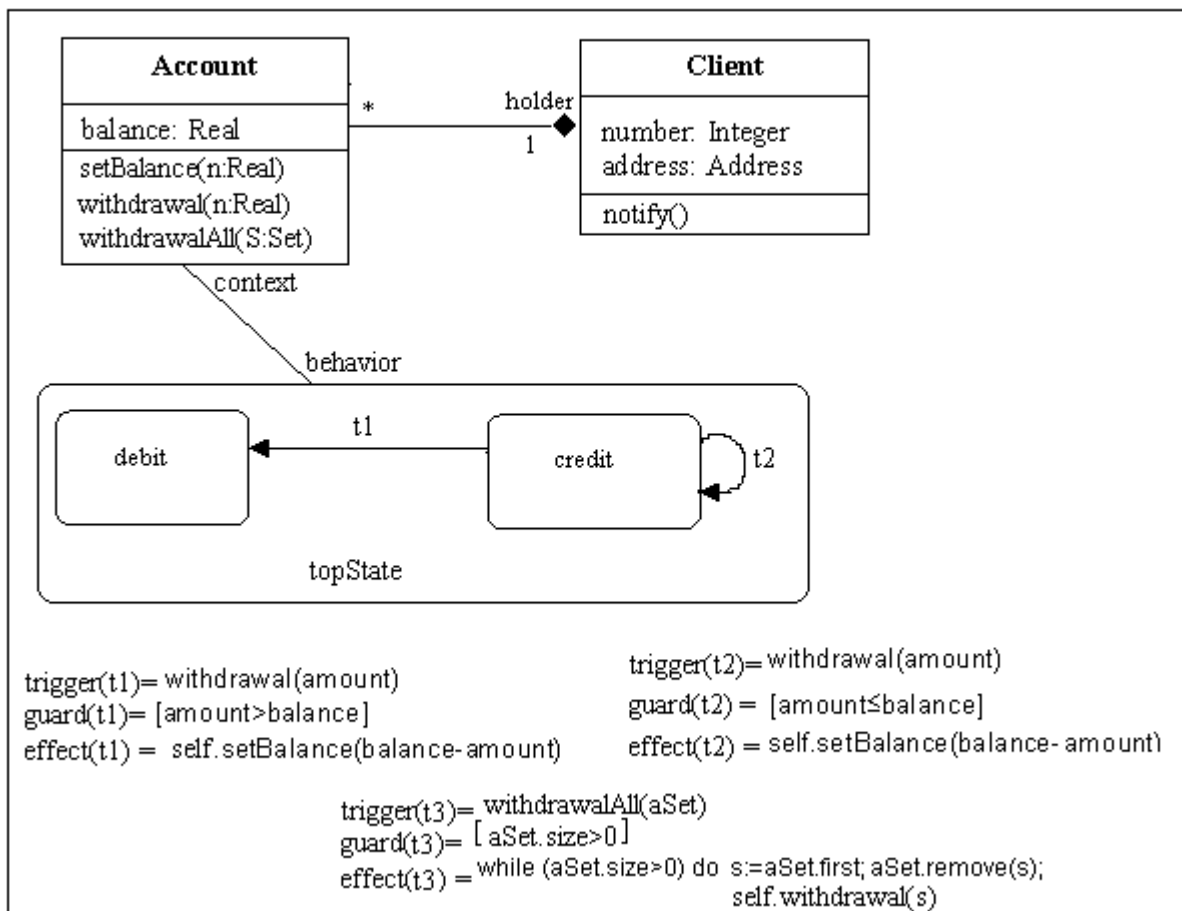 Account
balance: Real
setBalance(n:Real)
withdrawal(n:Real)
withdrawalAll(S:Set)
*
holder
1
Client
number: Integer
address: Address
notify()
context
behavior
debit
t1
credit
t2
topState
trigger(t1)= withdrawal(amount)
guard(t1)= [amount>balance]
effect(t1) = self.setBalance(balance-amount)
trigger(t2)= withdrawal(amount)
guard(t2) = [amount≤balance]
effect(t2) = self.setBalance(balance- amount)
trigger(t3)= withdrawalAll(aSet)
guard(t3)= [ aSet.size>0 ]
effect(t3) = while (aSet.size>0) do s:=aSet.first; aSet.remove(s);
self.withdrawal(s)